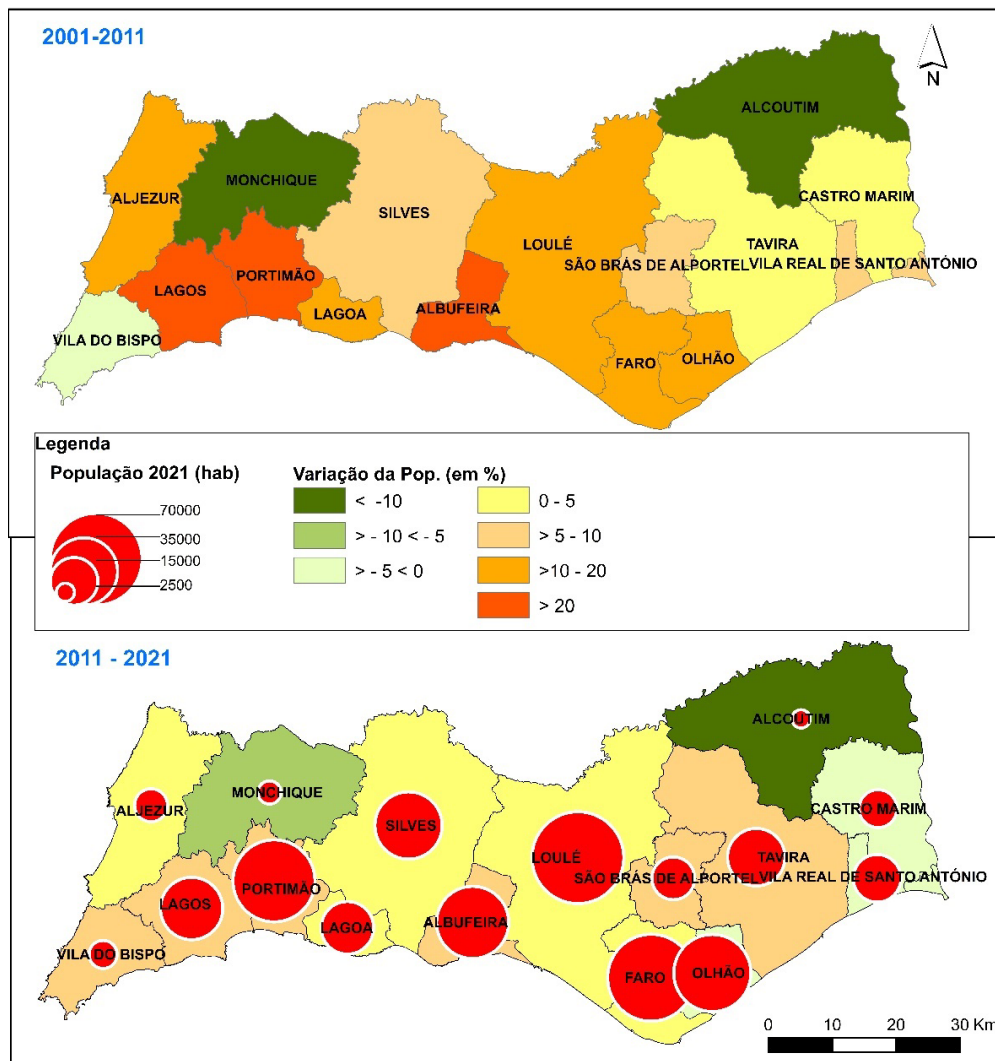 2001-2011
N
ALCOUTIM
MONCHIQUE
CASTRO MARIM
ALJEZUR
SILVES
LOULÉ
TAVIRA
SÃO BRÁS DE ALPORTEL
VILA REAL DE SANTO ANTÓNIO
PORTIMÃO
LAGOS
ALBUFEIRA
LAGOA
VILA DO BISPO
FARO
OLHÃO
Legenda
População 2021 (hab)
70000
35000
15000
2500
Variação da Pop. (em %)
< -10
> - 10 < - 5
> - 5 < 0
0 - 5
> 5 - 10
>10 - 20
> 20
2011 - 2021
ALCOUTIM
MONCHIQUE
ALJEZUR
CASTRO MARIM
SILVES
LOULÉ
TAVIRA
SÃO BRÁS DE ALPORTEL
VILA REAL DE SANTO ANTÓNIO
PORTIMÃO
LAGOS
ALBUFEIRA
LAGOA
VILA DO BISPO
FARO
OLHÃO
0 10 20 30 Km